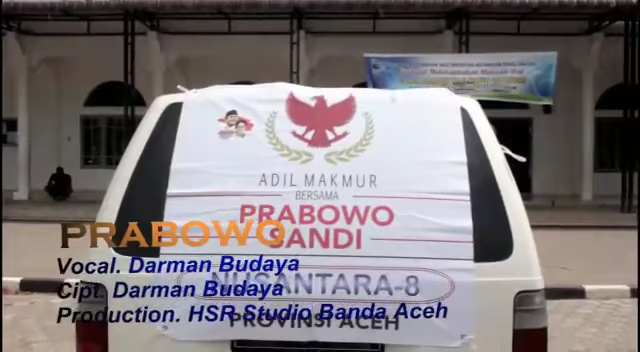 ADIL MAKMUR
BERSAMA
PRABOWO
SANDI
NUSANTARA-8
PROVINSI ACEH
PRABOWO
Vocal. Darman Budaya
Cipt. Darman Budaya
Production. HSR Studio Banda Aceh